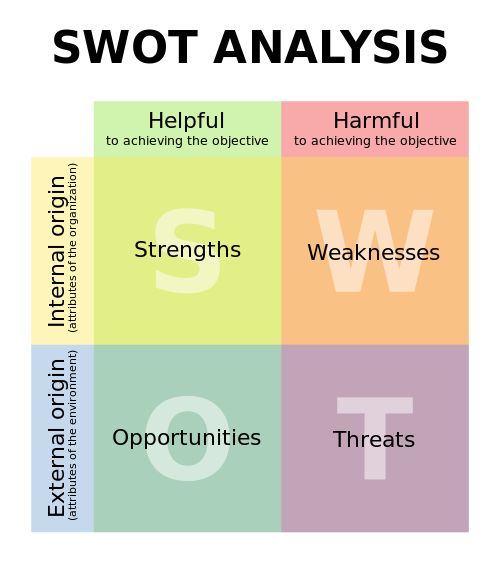 SWOT ANALYSIS
Helpful
to achieving the objective
Harmful
to achieving the objective
Internal origin
(attributes of the organization)
S
Strengths
W
Weaknesses
External origin
(attributes of the environment)
O
Opportunities
T
Threats